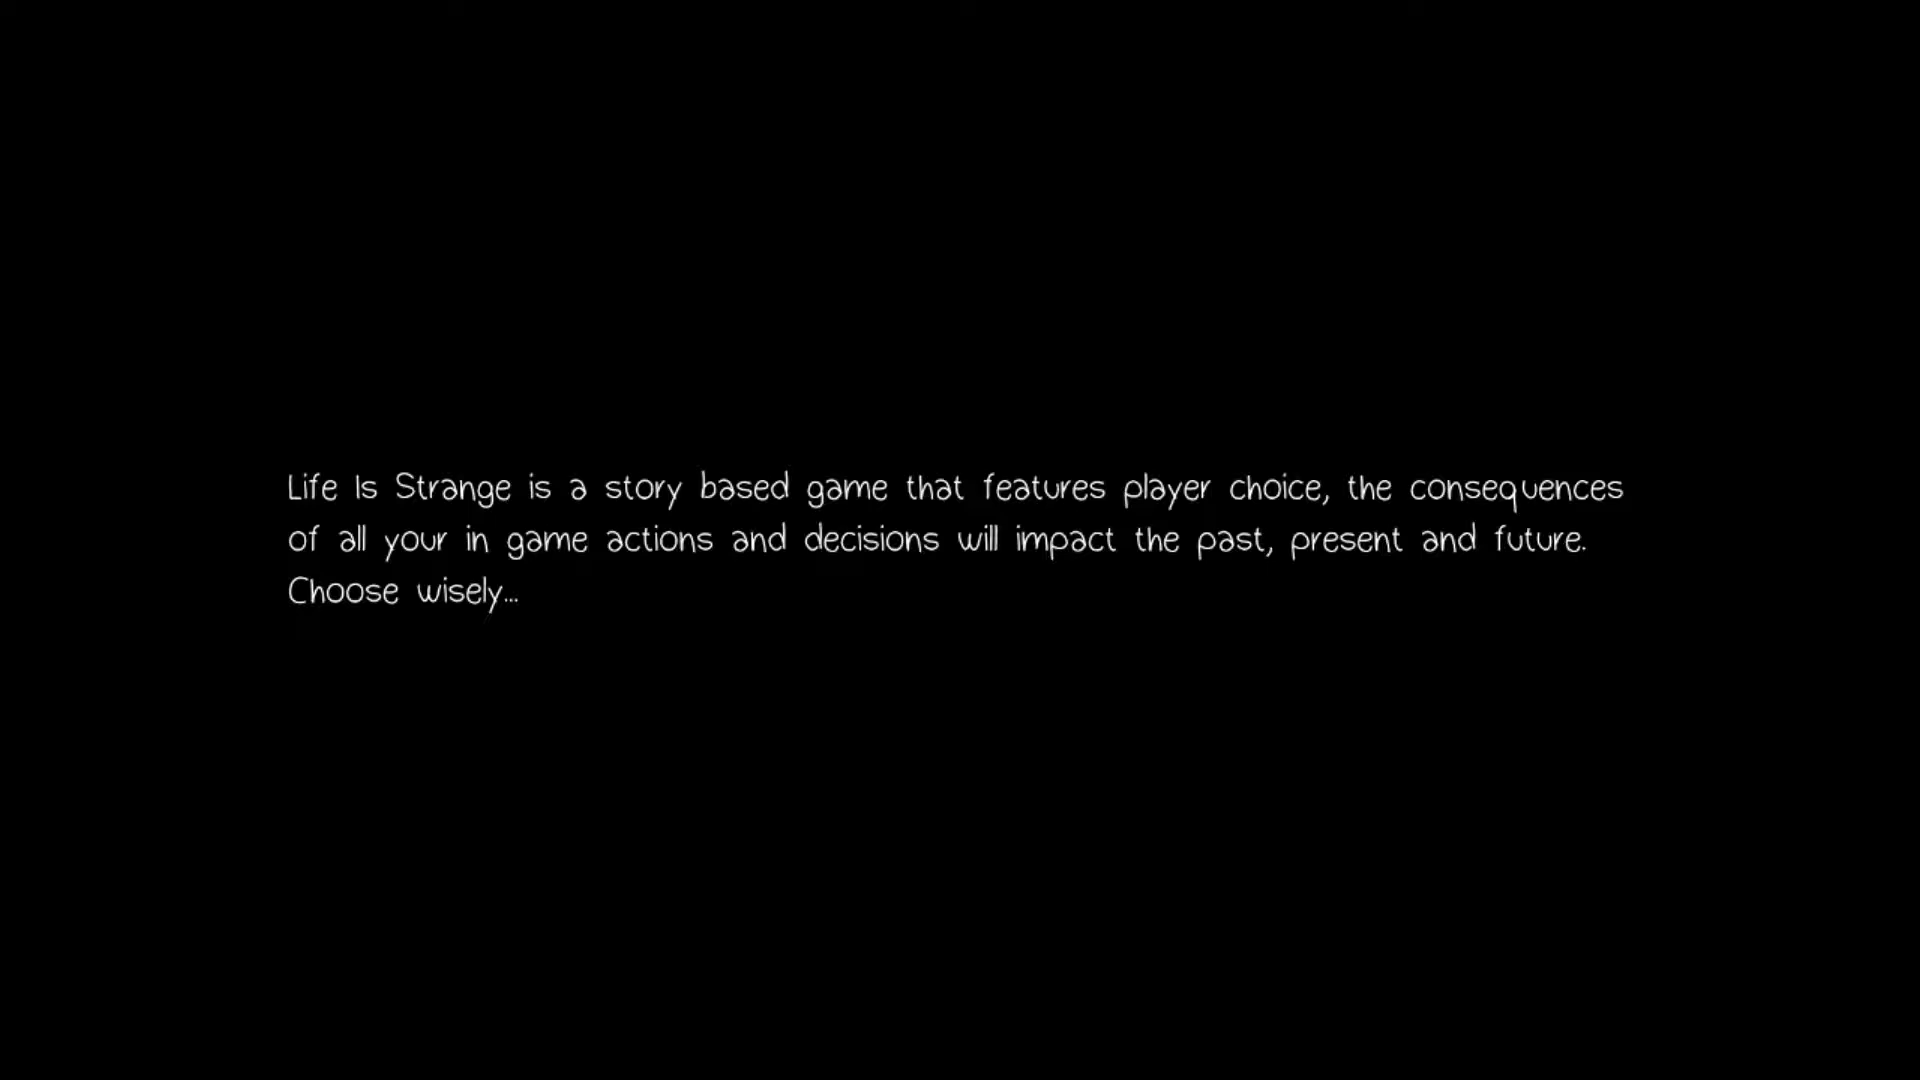 Life Is Strange is a story based game that features player choice, the consequences
of all your in game actions and decisions will impact the past, present and future.
Choose wisely...